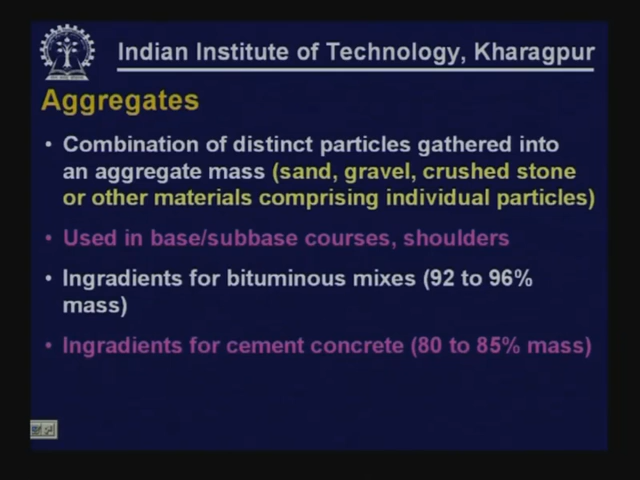 Indian Institute of Technology, Kharagpur
Aggregates
• Combination of distinct particles gathered into
an aggregate mass (sand, gravel, crushed stone
or other materials comprising individual particles)
• Used in base/subbase courses, shoulders
• Ingradients for bituminous mixes (92 to 96%
mass)
• Ingradients for cement concrete (80 to 85% mass)